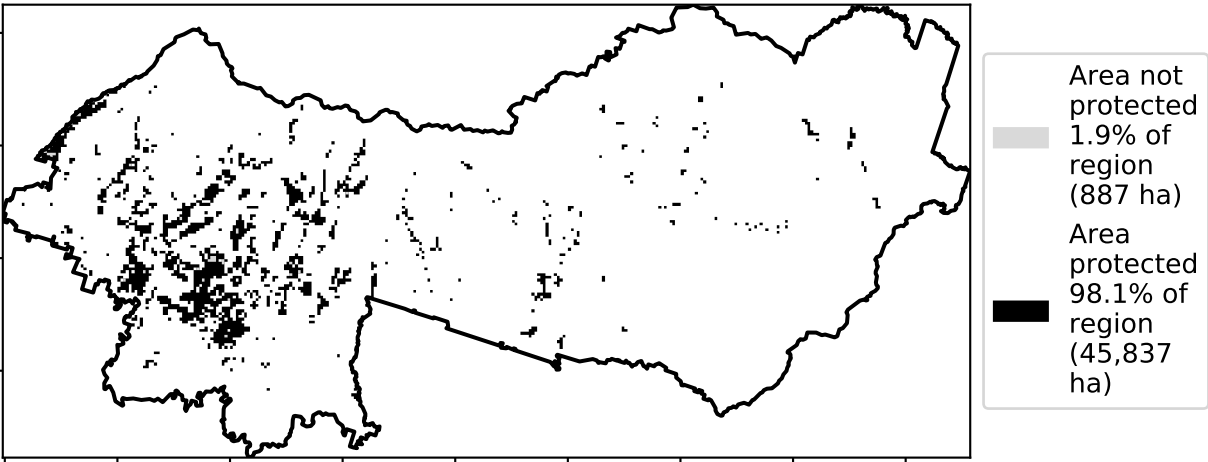 Area not
protected
1.9% of
region
(887 ha)
Area
protected
98.1% of
region
(45,837
ha)